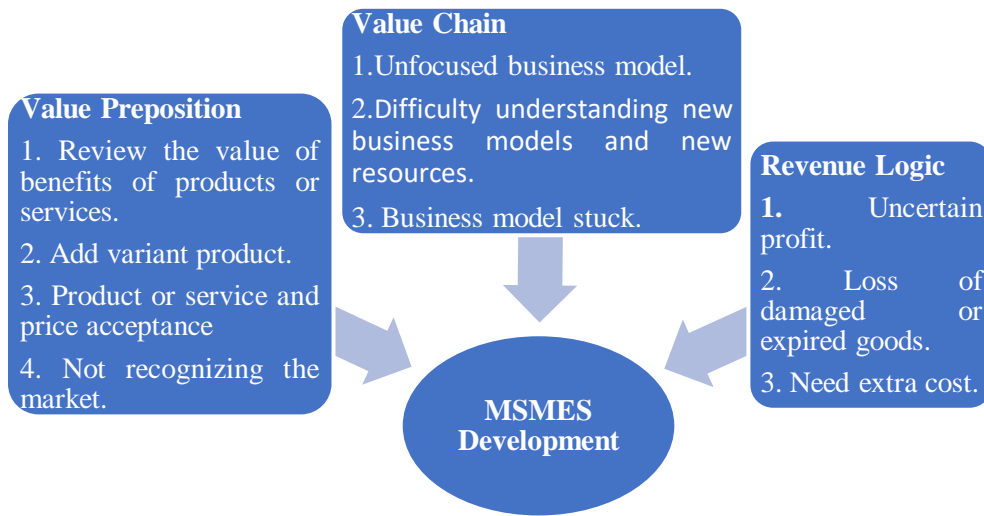 Value Preposition
1. Review the value of
benefits of products or
services.
2. Add variant product.
3. Product or service and
price acceptance
4. Not recognizing the
market.
Value Chain
1.Unfocused business model.
2.Difficulty understanding new
business models and new
resources.
3. Business model stuck.
Revenue Logic
1. Uncertain
profit.
2. Loss of
damaged or
expired goods.
3. Need extra cost.
MSMES
Development